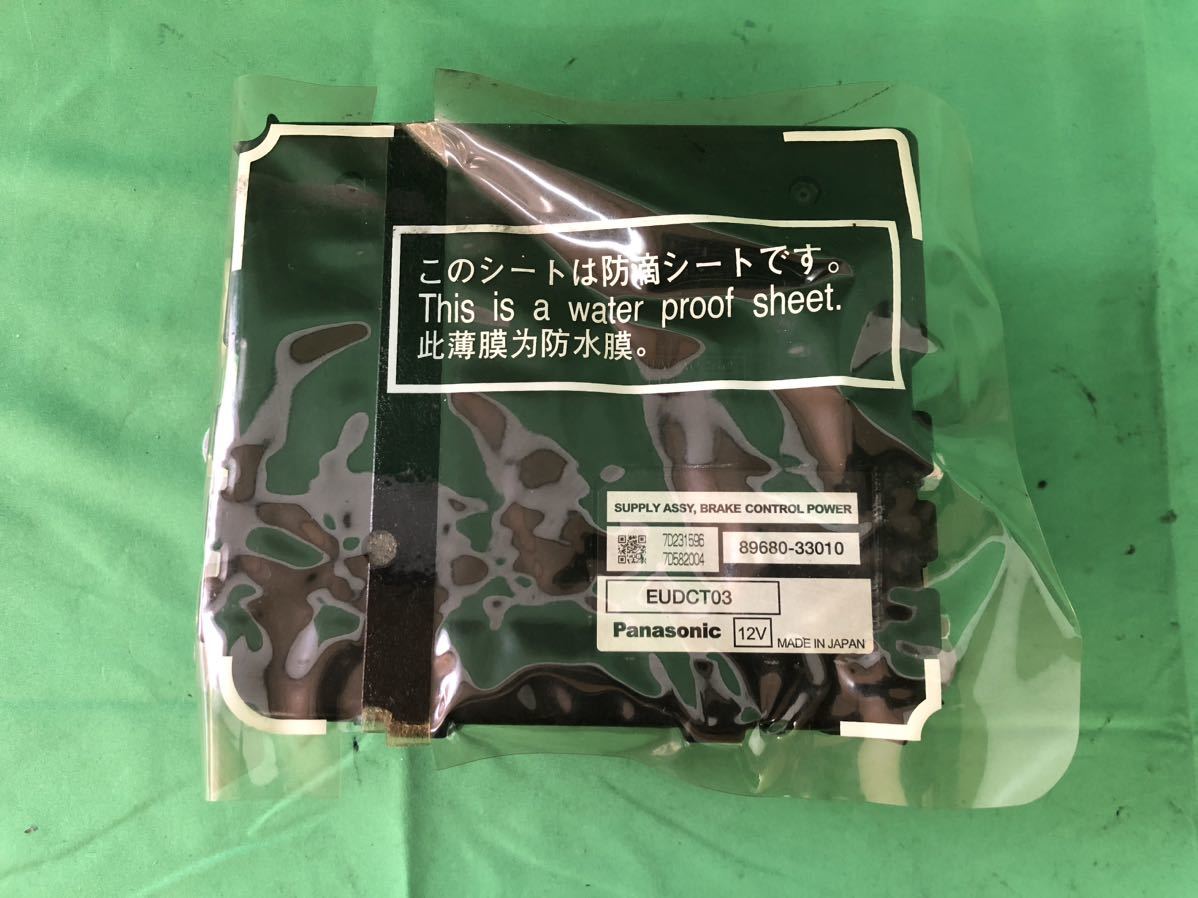 このシートは防滴シートです。
This is a water proof sheet.
此薄膜为防水膜。
SUPPLY ASSY, BRAKE CONTROL POWER
7D231596
7D582004
89680-33010
EUDCT03
Panasonic 12V MADE IN JAPAN